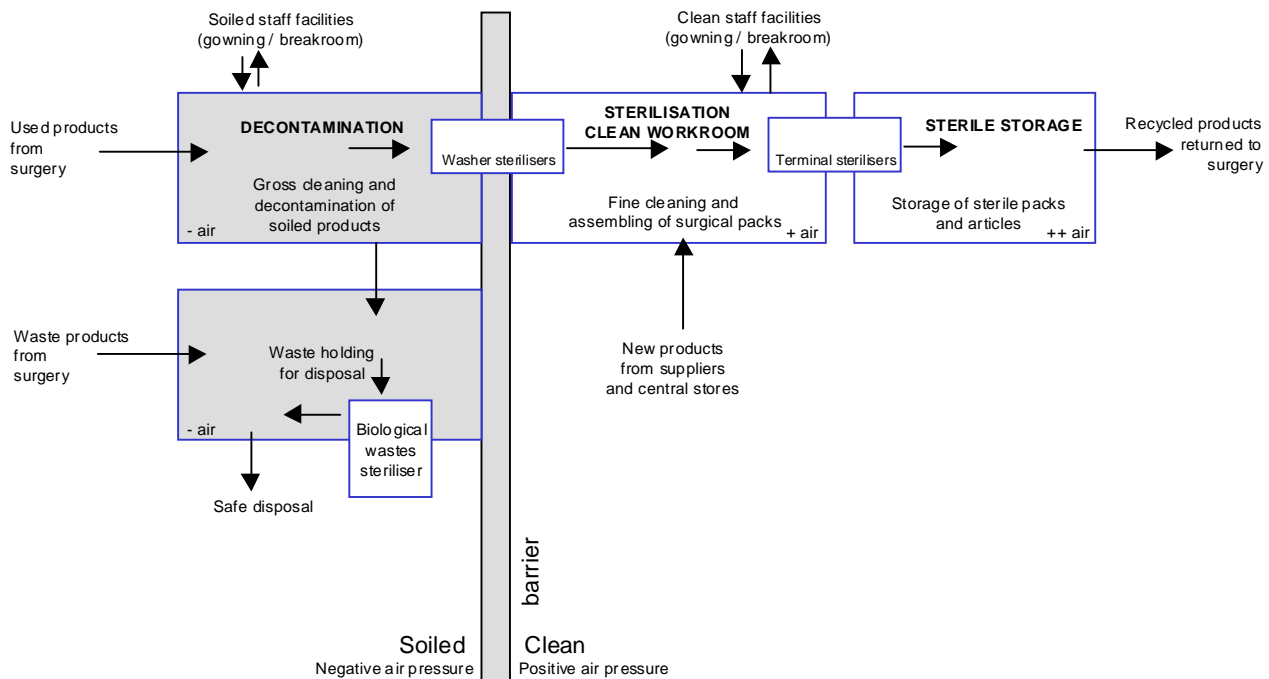 Soiled staff facilities
(gowning / breakroom)
Clean staff facilities
(gowning / breakroom)
Used products
from
surgery
DECONTAMINATION
Gross cleaning and
decontamination of
soiled products
- air
Washer sterilisers
STERILISATION
CLEAN WORKROOM
Fine cleaning and
assembling of surgical packs
+ air
Terminal sterilisers
STERILE STORAGE
Storage of sterile packs
and articles
++ air
Recycled products
returned to
surgery
Waste products
from
surgery
Waste holding
for disposal
- air
Biological
wastes
steriliser
Safe disposal
New products
from suppliers
and central stores
barrier
Soiled
Negative air pressure
Clean
Positive air pressure